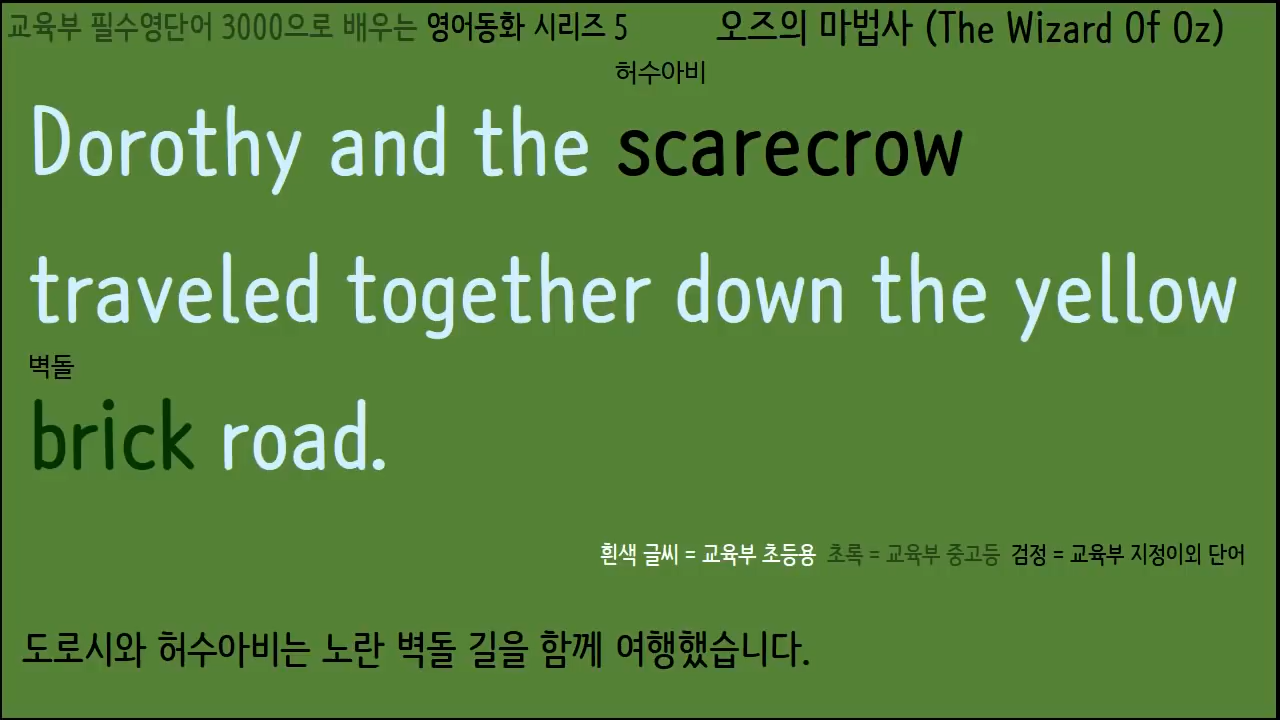 교육부 필수영단어 3000으로 배우는 영어동화 시리즈 5 오즈의 마법사 (The Wizard Of Oz)
허수아비
Dorothy and the scarecrow
traveled together down the yellow
벽돌
brick road.
흰색 글씨 = 교육부 초등용 초록 = 교육부 중고등 검정 = 교육부 지정이외 단어
도로시와 허수아비는 노란 벽돌 길을 함께 여행했습니다.